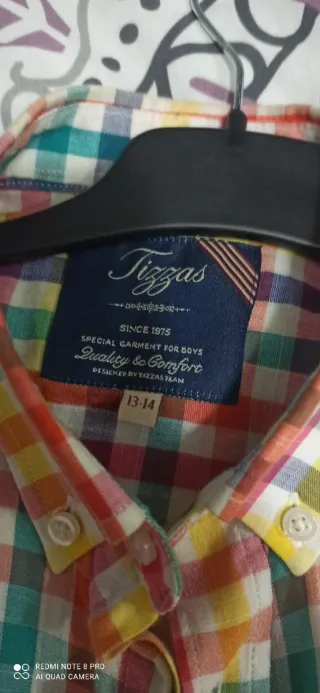 Tizzas
SINCE 1975
SPECIAL GARMENT FOR BOYS
Quality & Comfort
DESIGNED BY TIZZAS TEAM
13-14
REDMI NOTE 8 PRO
AI QUAD CAMERA